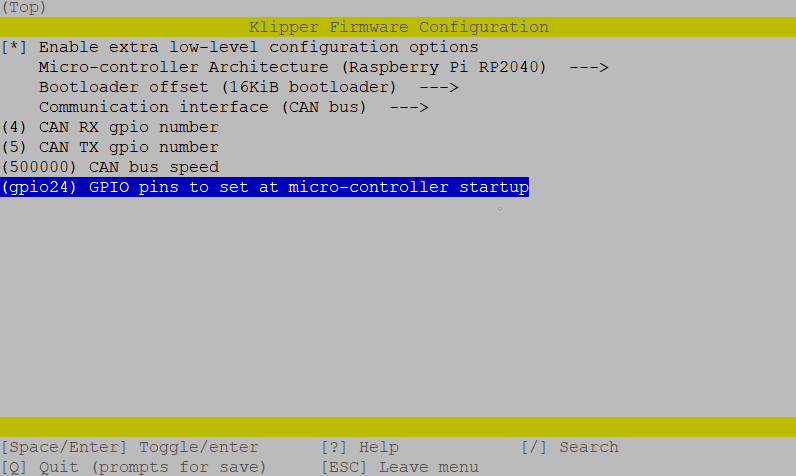 (Top)
Klipper Firmware Configuration
[*] Enable extra low-level configuration options
Micro-controller Architecture (Raspberry Pi RP2040) --->
Bootloader offset (16KiB bootloader) --->
Communication interface (CAN bus) --->
(4) CAN RX gpio number
(5) CAN TX gpio number
(500000) CAN bus speed
(gpio24) GPIO pins to set at micro-controller startup
[Space/Enter] Toggle/enter [?] Help [/] Search
[Q] Quit (prompts for save) [ESC] Leave menu